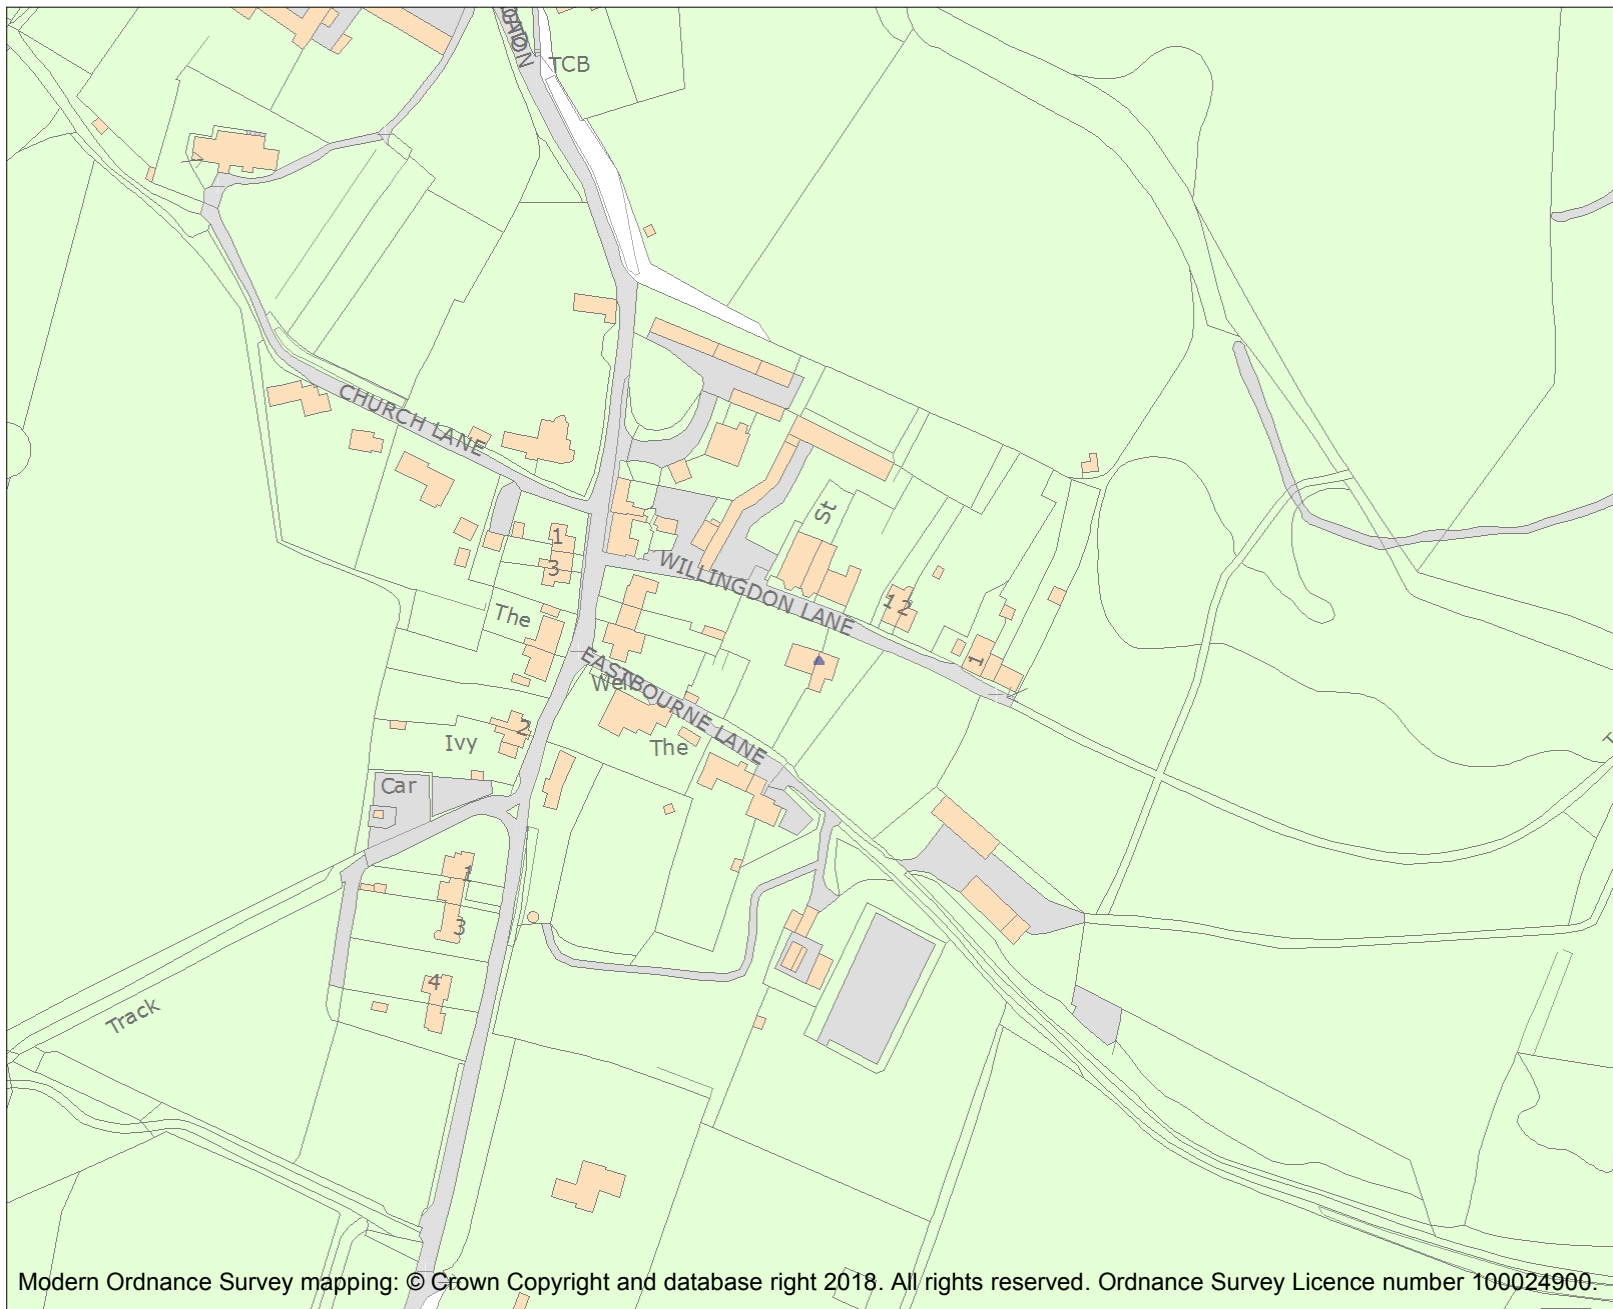 TCB
CHURCH LANE
St
1
3
WILLINGDON LANE
1 2
The
1
EASTBOURNE LANE
2
The
Ivy
Car
1
3
4
Track
Modern Ordnance Survey mapping: © Crown Copyright and database right 2018. All rights reserved. Ordnance Survey Licence number 100024900.